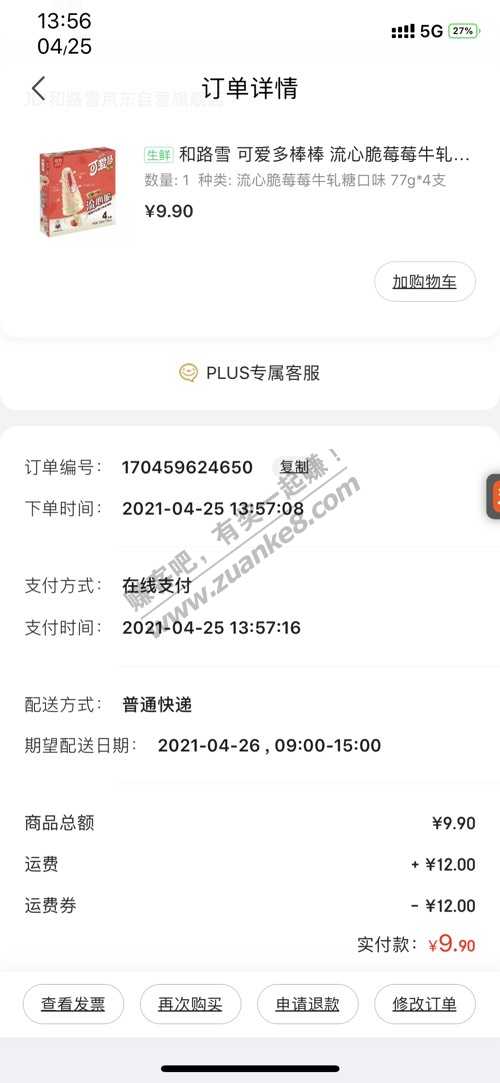 13:56
04/25
5G 27%
订单详情
生鲜 和路雪 可爱多棒棒 流心脆莓莓牛轧...
数量: 1 种类: 流心脆莓莓牛轧糖口味 77g*4支
¥9.90
可爱多
流心脆
加购物车
PLUS专属客服
订单编号: 170459624650 复制
下单时间: 2021-04-25 13:57:08
赚客吧，有奖一起赚！
www.zuanke8.com
支付方式: 在线支付
支付时间: 2021-04-25 13:57:16
配送方式: 普通快递
期望配送日期: 2021-04-26 , 09:00-15:00
商品总额 ¥9.90
运费 + ¥12.00
运费券 - ¥12.00
实付款: ¥9.90
查看发票 再次购买 申请退款 修改订单